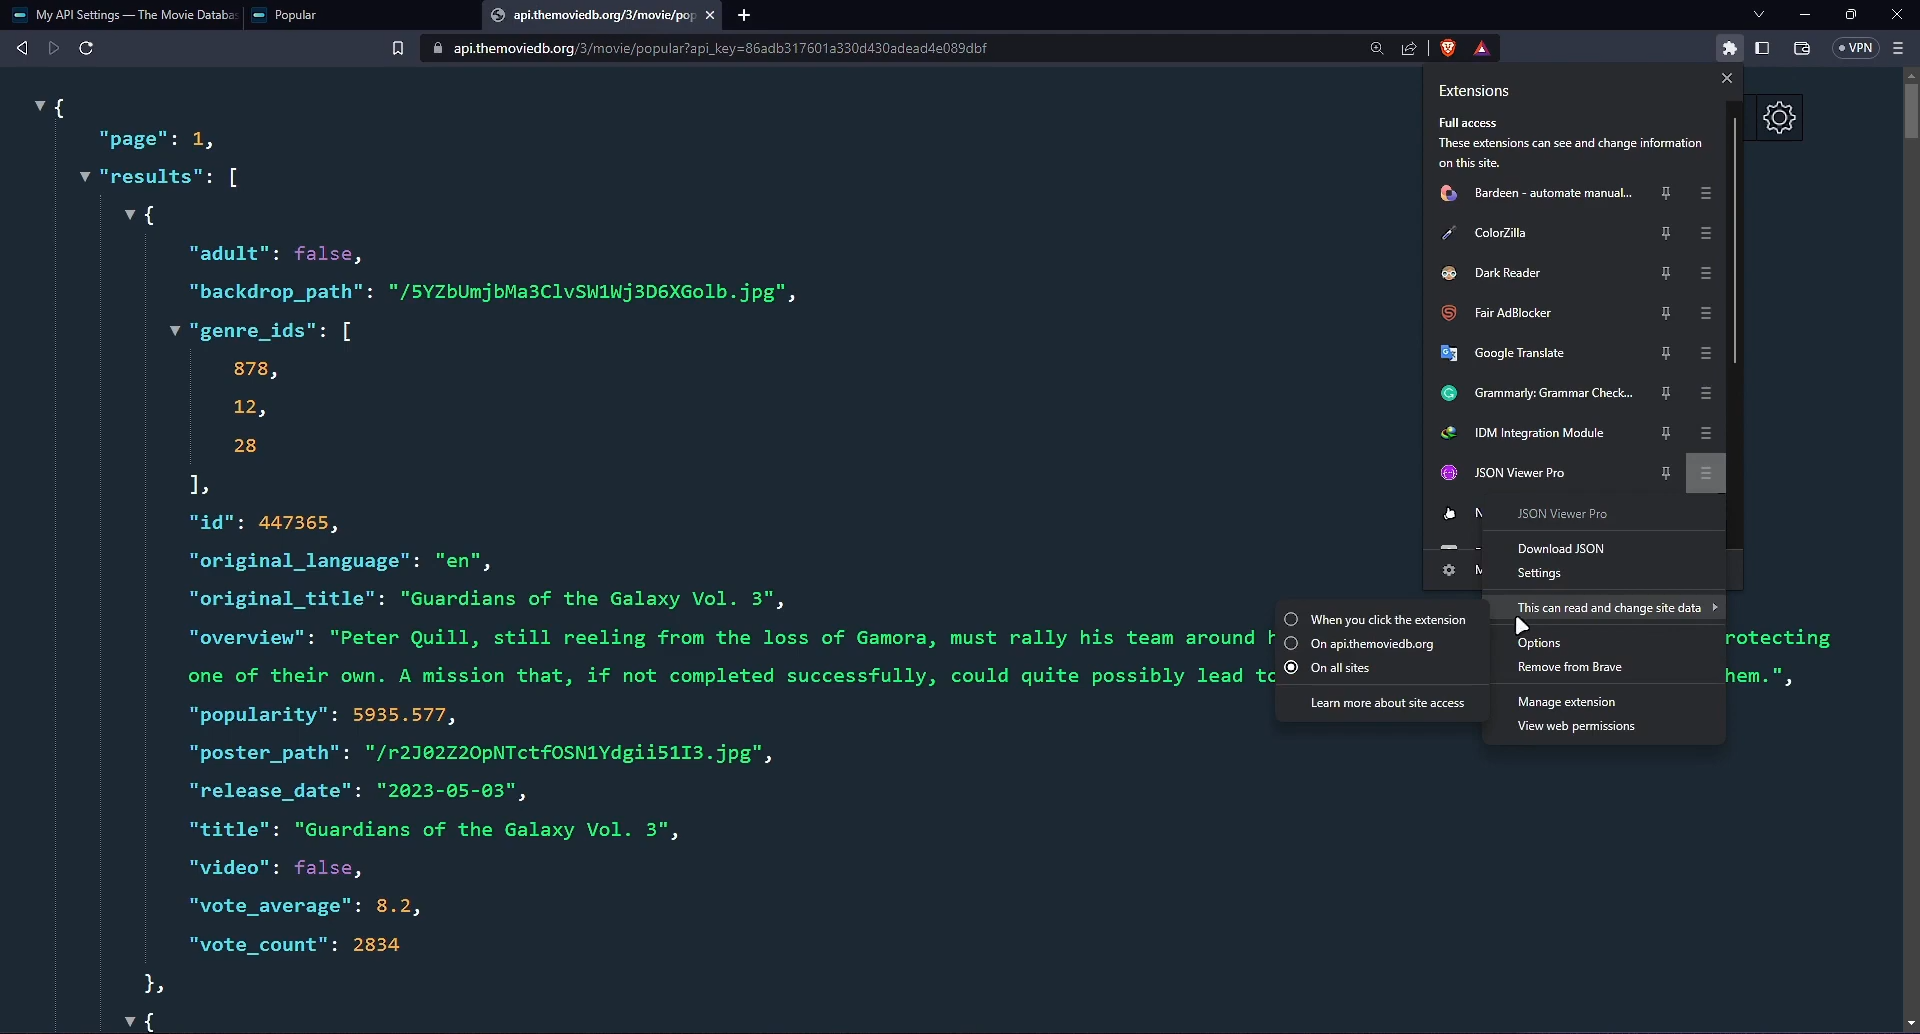 My API Settings — The Movie Databas
Popular
api.themoviedb.org/3/movie/pop
api.themoviedb.org/3/movie/popular?api_key=86adb317601a330d430adead4e089dbf
VPN
{
"page": 1,
"results": [
{
"adult": false,
"backdrop_path": "/5YZbUmjbMa3ClvSW1Wj3D6XGolb.jpg",
"genre_ids": [
878,
12,
28
],
"id": 447365,
"original_language": "en",
"original_title": "Guardians of the Galaxy Vol. 3",
"overview": "Peter Quill, still reeling from the loss of Gamora, must rally his team around h rotecting
one of their own. A mission that, if not completed successfully, could quite possibly lead to hem.",
"popularity": 5935.577,
"poster_path": "/r2J02Z2OpNTctfOSN1Ydgii51I3.jpg",
"release_date": "2023-05-03",
"title": "Guardians of the Galaxy Vol. 3",
"video": false,
"vote_average": 8.2,
"vote_count": 2834
},
{
Extensions
Full access
These extensions can see and change information
on this site.
Bardeen - automate manual...
ColorZilla
Dark Reader
Fair AdBlocker
Google Translate
Grammarly: Grammar Check...
IDM Integration Module
JSON Viewer Pro
N
M
JSON Viewer Pro
Download JSON
Settings
This can read and change site data
Options
Remove from Brave
Manage extension
View web permissions
When you click the extension
On api.themoviedb.org
On all sites
Learn more about site access